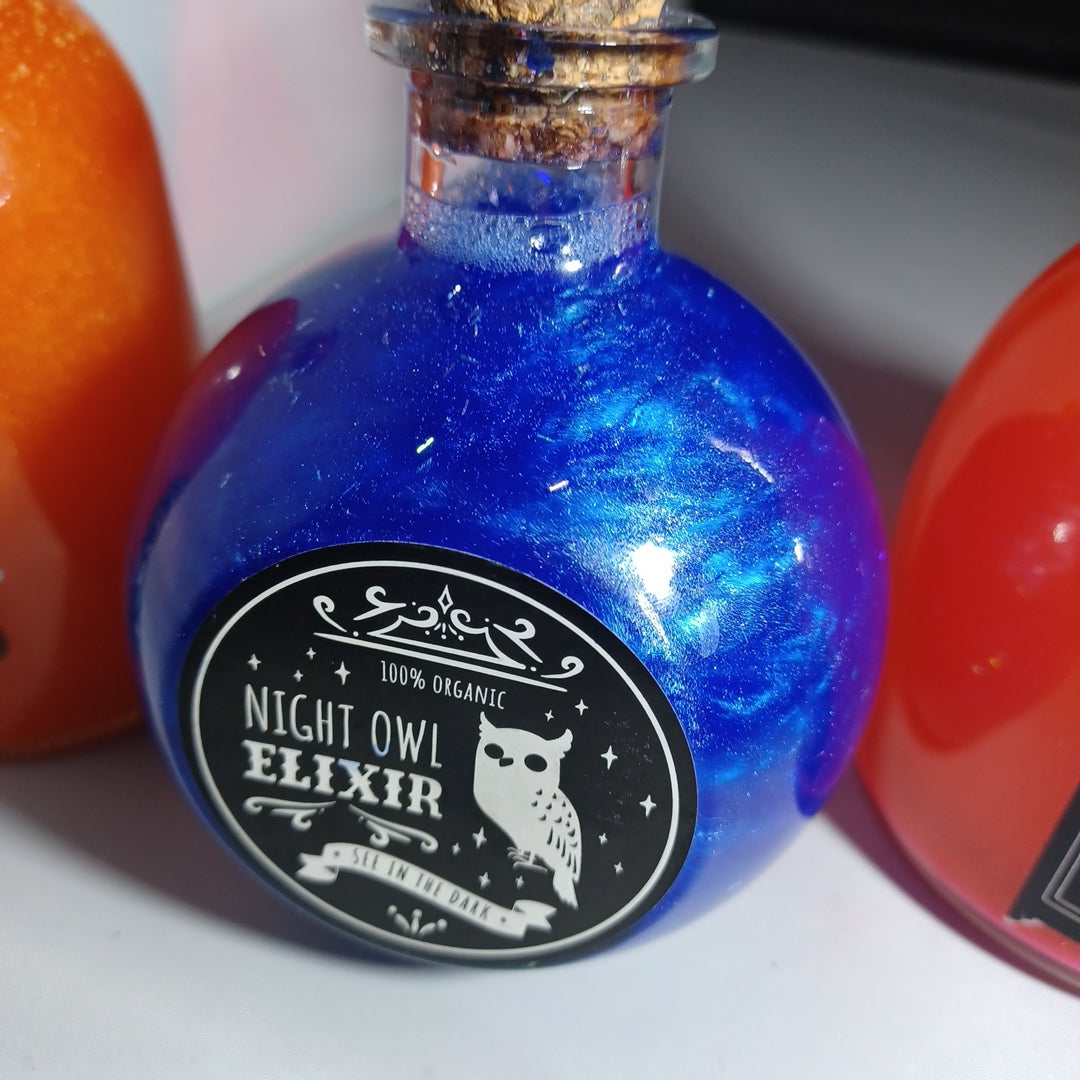 100% ORGANIC
NIGHT OWL
ELIXIR
SEE IN THE DARK